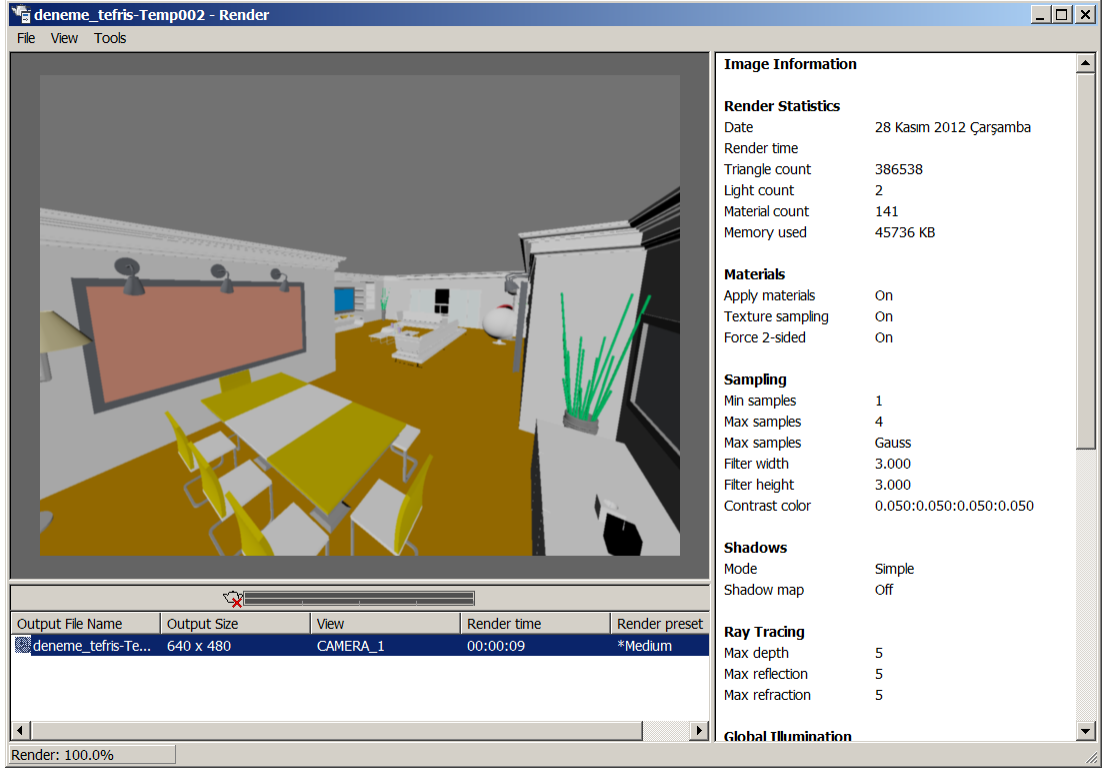 deneme_tefris-Temp002 - Render
File View Tools
Image Information
Render Statistics
Date 28 Kasım 2012 Çarşamba
Render time
Triangle count 386538
Light count 2
Material count 141
Memory used 45736 KB
Materials
Apply materials On
Texture sampling On
Force 2-sided On
Sampling
Min samples 1
Max samples 4
Max samples Gauss
Filter width 3.000
Filter height 3.000
Contrast color 0.050:0.050:0.050:0.050
Shadows
Mode Simple
Shadow map Off
Ray Tracing
Max depth 5
Max reflection 5
Max refraction 5
Global Illumination
Output File Name Output Size View Render time Render preset
deneme_tefris-Te... 640 x 480 CAMERA_1 00:00:09 *Medium
Render: 100.0%